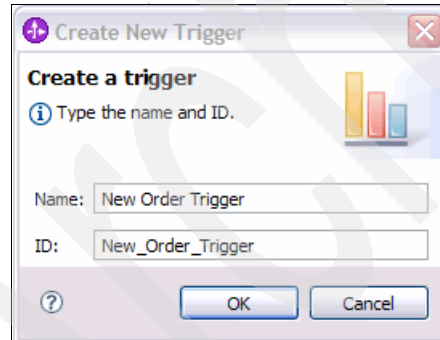 Create New Trigger
Create a trigger
Type the name and ID.
Name: New Order Trigger
ID: New_Order_Trigger
OK Cancel